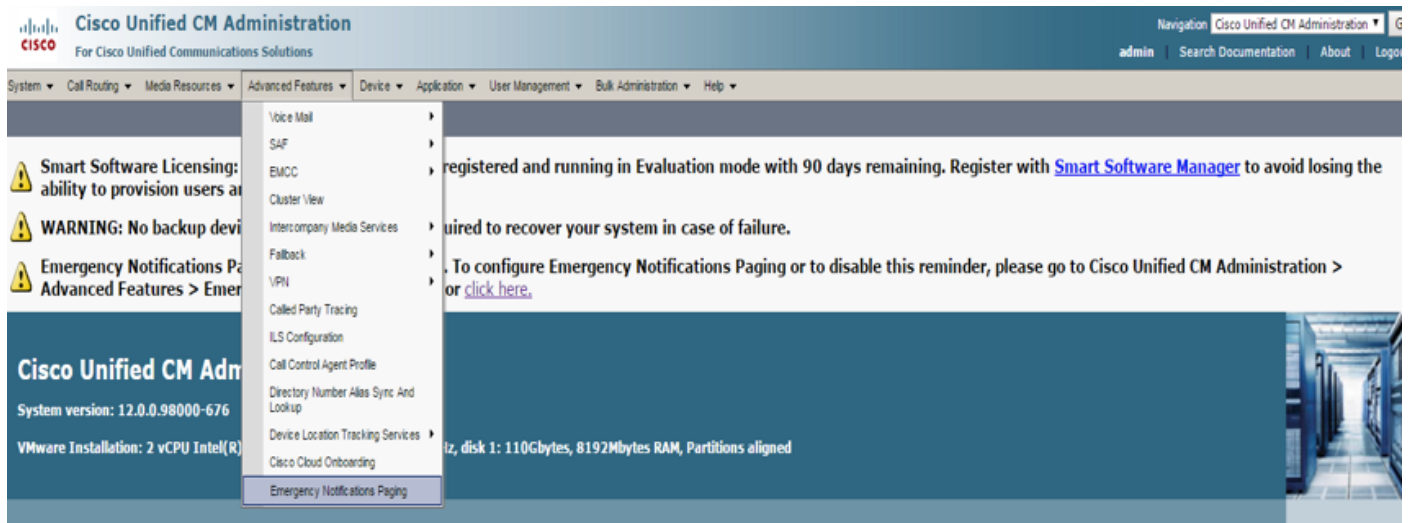 cisco
Cisco Unified CM Administration
For Cisco Unified Communications Solutions
Navigation Cisco Unified CM Administration G
admin | Search Documentation | About | Logou
System Call Routing Media Resources Advanced Features Device Application User Management Bulk Administration Help
Voice Mail
SAF
EMCC
Cluster View
Intercompany Media Services
Fallback
VPN
Called Party Tracing
ILS Configuration
Call Control Agent Profile
Directory Number Alias Sync And
Lookup
Device Location Tracking Services
Cisco Cloud Onboarding
Emergency Notifications Paging
Smart Software Licensing: registered and running in Evaluation mode with 90 days remaining. Register with Smart Software Manager to avoid losing the
ability to provision users a
WARNING: No backup devi uired to recover your system in case of failure.
Emergency Notifications Pa . To configure Emergency Notifications Paging or to disable this reminder, please go to Cisco Unified CM Administration >
Advanced Features > Emer or click here.
Cisco Unified CM Adm
System version: 12.0.0.98000-676
VMware Installation: 2 vCPU Intel(R) Hz, disk 1: 110Gbytes, 8192Mbytes RAM, Partitions aligned